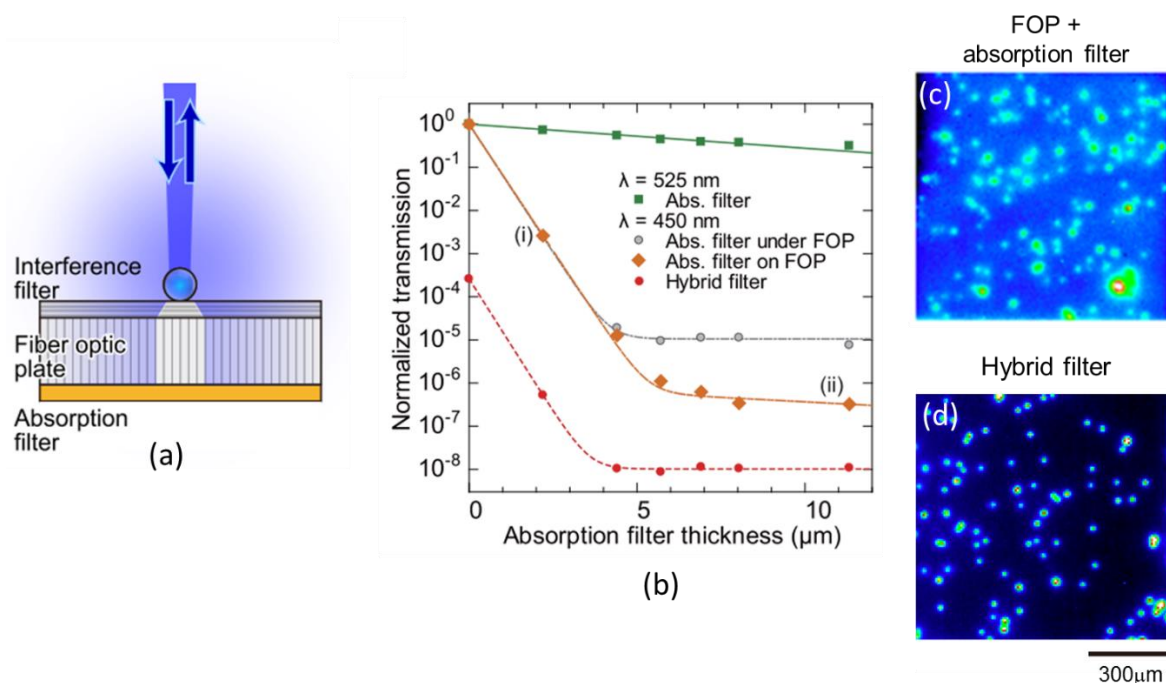 Interference
filter
Fiber optic
plate
Absorption
filter
(a)
Normalized transmission
10⁰
10⁻¹
10⁻²
10⁻³
10⁻⁴
10⁻⁵
10⁻⁶
10⁻⁷
10⁻⁸
(i)
(ii)
λ = 525 nm
Abs. filter
λ = 450 nm
Abs. filter under FOP
Abs. filter on FOP
Hybrid filter
0
5
10
Absorption filter thickness (μm)
(b)
FOP +
absorption filter
(c)
Hybrid filter
(d)
300μm